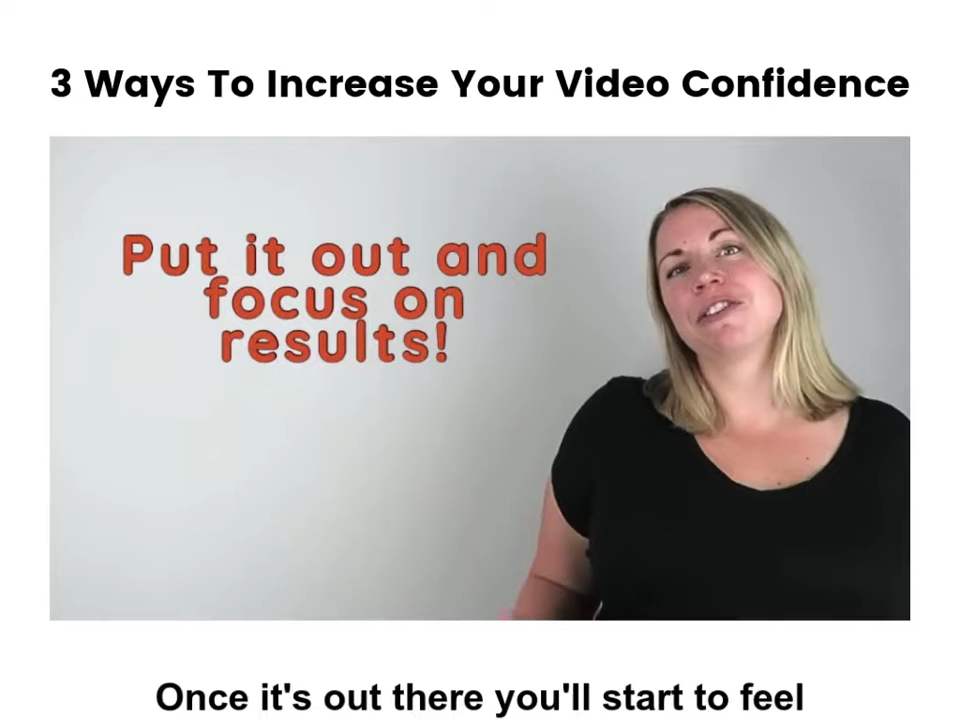 3 Ways To Increase Your Video Confidence
Put it out and
focus on
results!
Once it's out there you'll start to feel